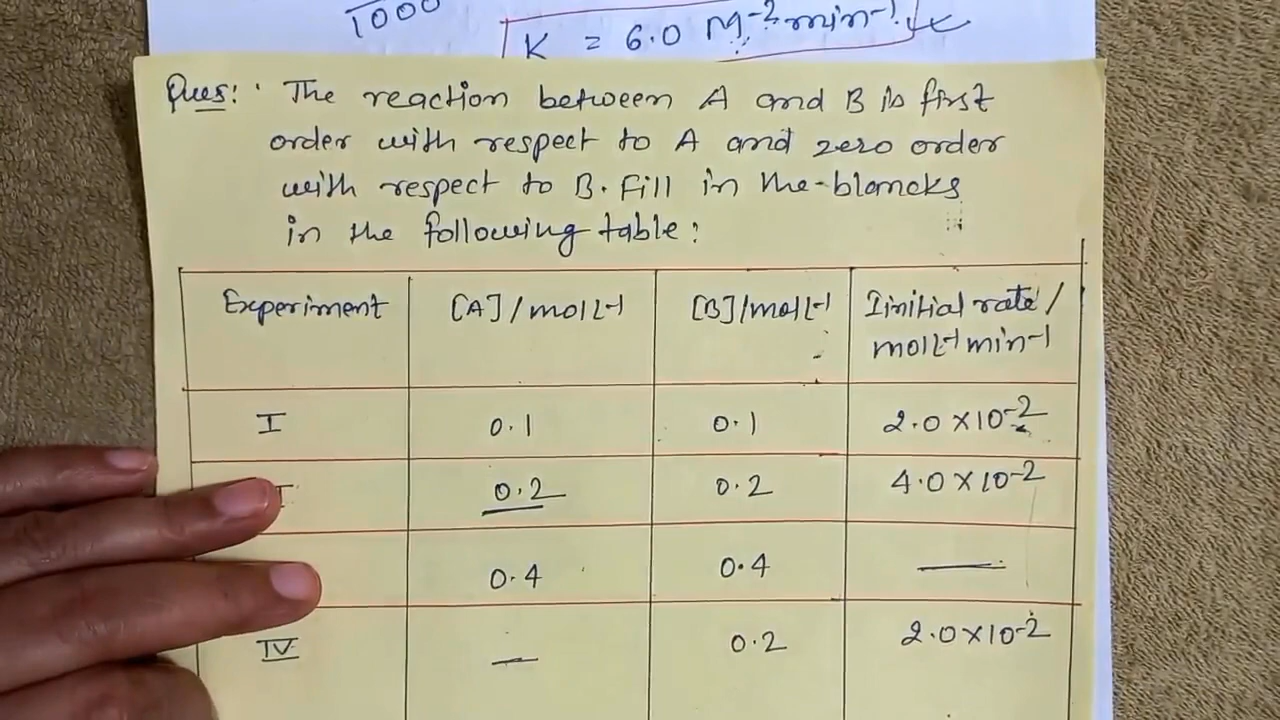 1000
K = 6.0 M⁻² min⁻¹
Ques: The reaction between A and B is first
order with respect to A and zero order
with respect to B. Fill in the blancks
in the following table:
Experiment [A]/mol L⁻¹ [B]/mol L⁻¹ Iinitial rate/
mol L⁻¹ min⁻¹
I 0.1 0.1 2.0 × 10⁻²
0.2 0.2 4.0 × 10⁻²
0.4 0.4 —
IV — 0.2 2.0 × 10⁻²